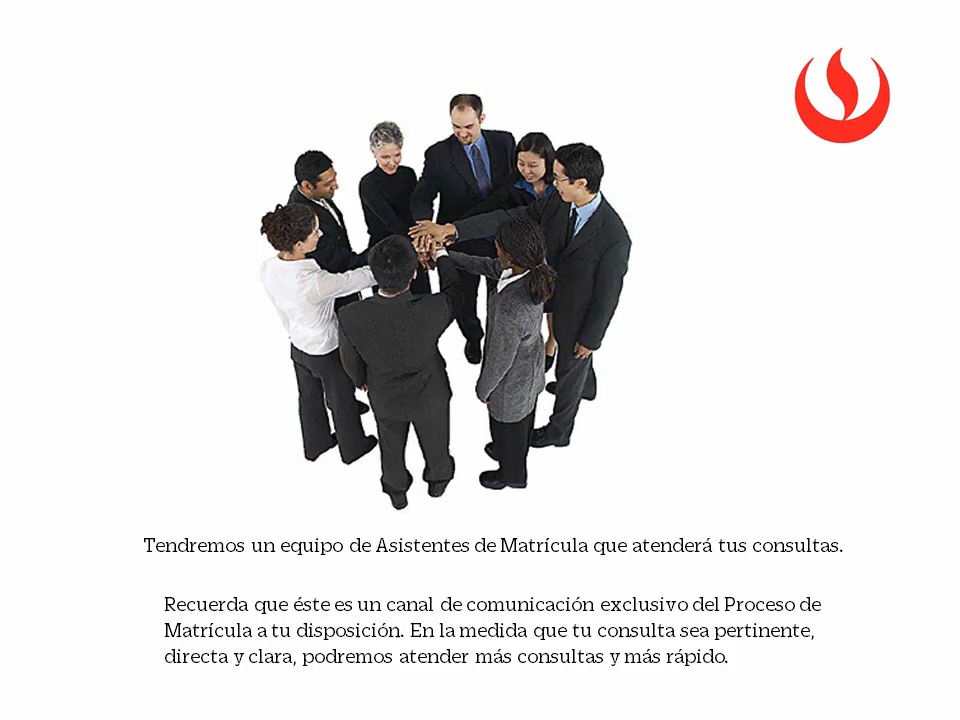 Tendremos un equipo de Asistentes de Matrícula que atenderá tus consultas.
Recuerda que éste es un canal de comunicación exclusivo del Proceso de
Matrícula a tu disposición. En la medida que tu consulta sea pertinente,
directa y clara, podremos atender más consultas y más rápido.